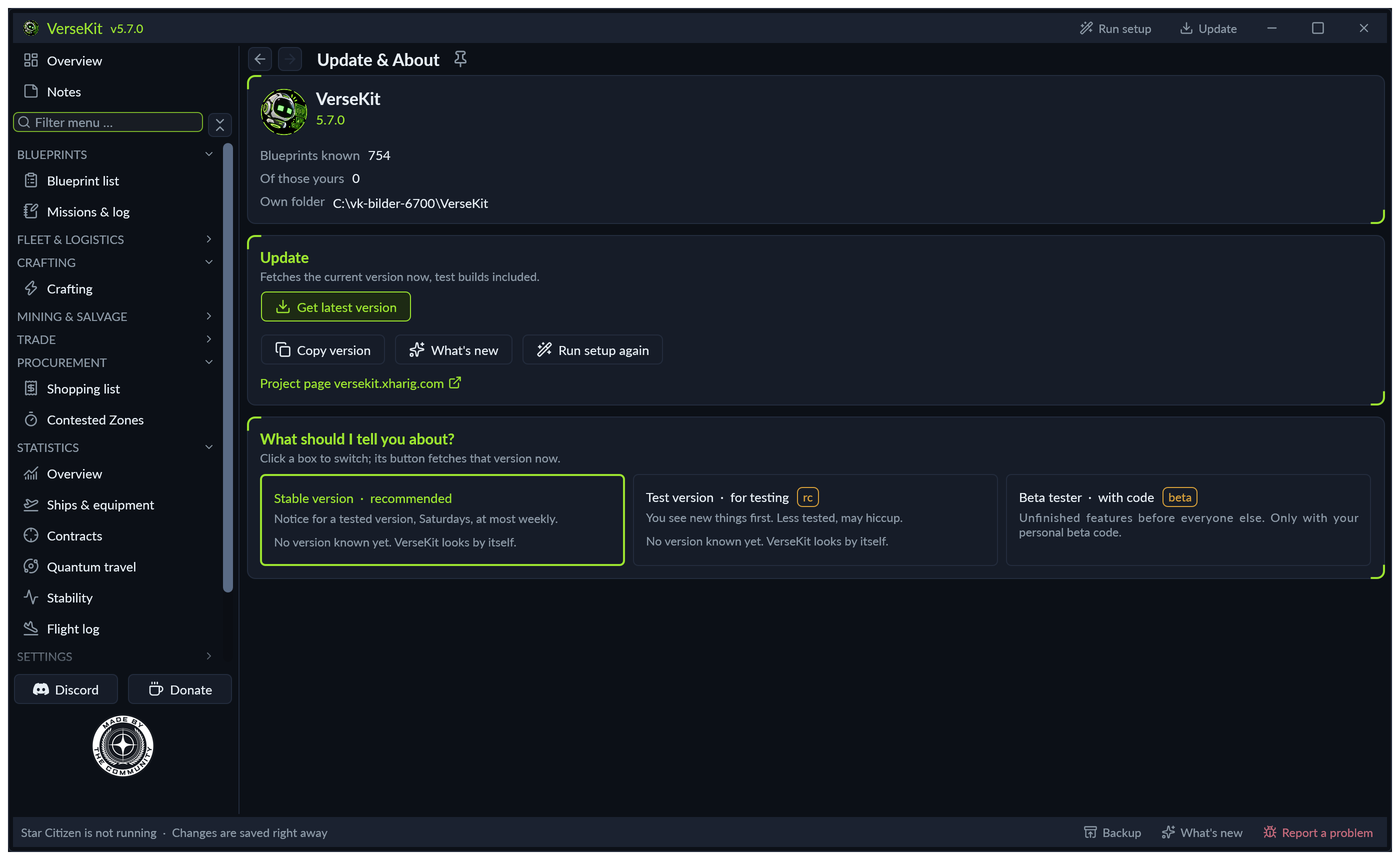 VerseKit v5.7.0
Run setup
Update
Overview
Notes
Filter menu ...
BLUEPRINTS
Blueprint list
Missions & log
FLEET & LOGISTICS
CRAFTING
Crafting
MINING & SALVAGE
TRADE
PROCUREMENT
Shopping list
Contested Zones
STATISTICS
Overview
Ships & equipment
Contracts
Quantum travel
Stability
Flight log
SETTINGS
Discord
Donate
MADE BY
THE COMMUNITY
Update & About
VerseKit
5.7.0
Blueprints known 754
Of those yours 0
Own folder C:\vk-bilder-6700\VerseKit
Update
Fetches the current version now, test builds included.
Get latest version
Copy version
What's new
Run setup again
Project page versekit.xharig.com
What should I tell you about?
Click a box to switch; its button fetches that version now.
Stable version · recommended
Notice for a tested version, Saturdays, at most weekly.
No version known yet. VerseKit looks by itself.
Test version · for testing rc
You see new things first. Less tested, may hiccup.
No version known yet. VerseKit looks by itself.
Beta tester · with code beta
Unfinished features before everyone else. Only with your
personal beta code.
Star Citizen is not running · Changes are saved right away
Backup
What's new
Report a problem